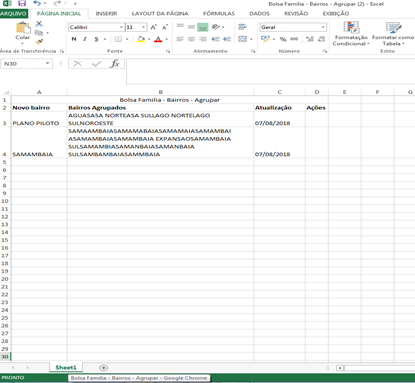 Bolsa Familia - Bairros - Agrupar (2) - Excel
ARQUIVO PÁGINA INICIAL INSERIR LAYOUT DA PÁGINA FÓRMULAS DADOS REVISÃO EXIBIÇÃO
Calibri 11 Geral
Colar
N I S
Formatação Condicional
Formatar como Tabela
Área de Transferência Fonte Alinhamento Número Estilo
N30
A B C D E F G
1 Bolsa Familia - Bairros - Agrupar
2 Novo bairro Bairros Agrupados Atualização Ações
AGUASASA NORTEASA SULLAGO NORTELAGO
3 PLANO PILOTO SULNOROESTE 07/08/2018
SAMAAMBAIASAMAMABAIASAMAMAIASAMAMBAI
ASAMAMABAIASAMAMBAIA EXPANSAOSAMAMBAIA
SULSAMAMBIASAMANBAIASAMANBAIA
4 SAMAMBAIA SULSAMBAMBAIASAMMBAIA 07/08/2018
5
6
7
8
9
10
11
12
13
14
15
16
17
18
19
20
21
22
23
24
25
26
27
28
29
30
Sheet1
PRONTO Bolsa Familia - Bairros - Agrupar - Google Chrome